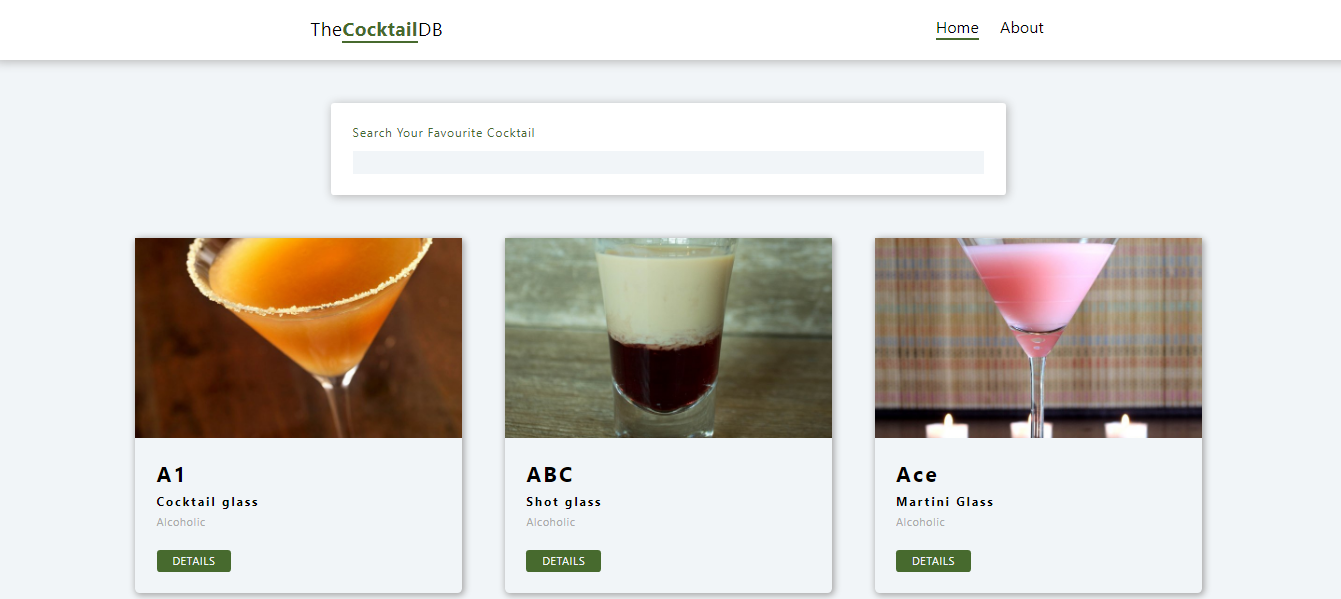 TheCocktailDB
Home About
Search Your Favourite Cocktail
A1
Cocktail glass
Alcoholic
DETAILS
ABC
Shot glass
Alcoholic
DETAILS
Ace
Martini Glass
Alcoholic
DETAILS